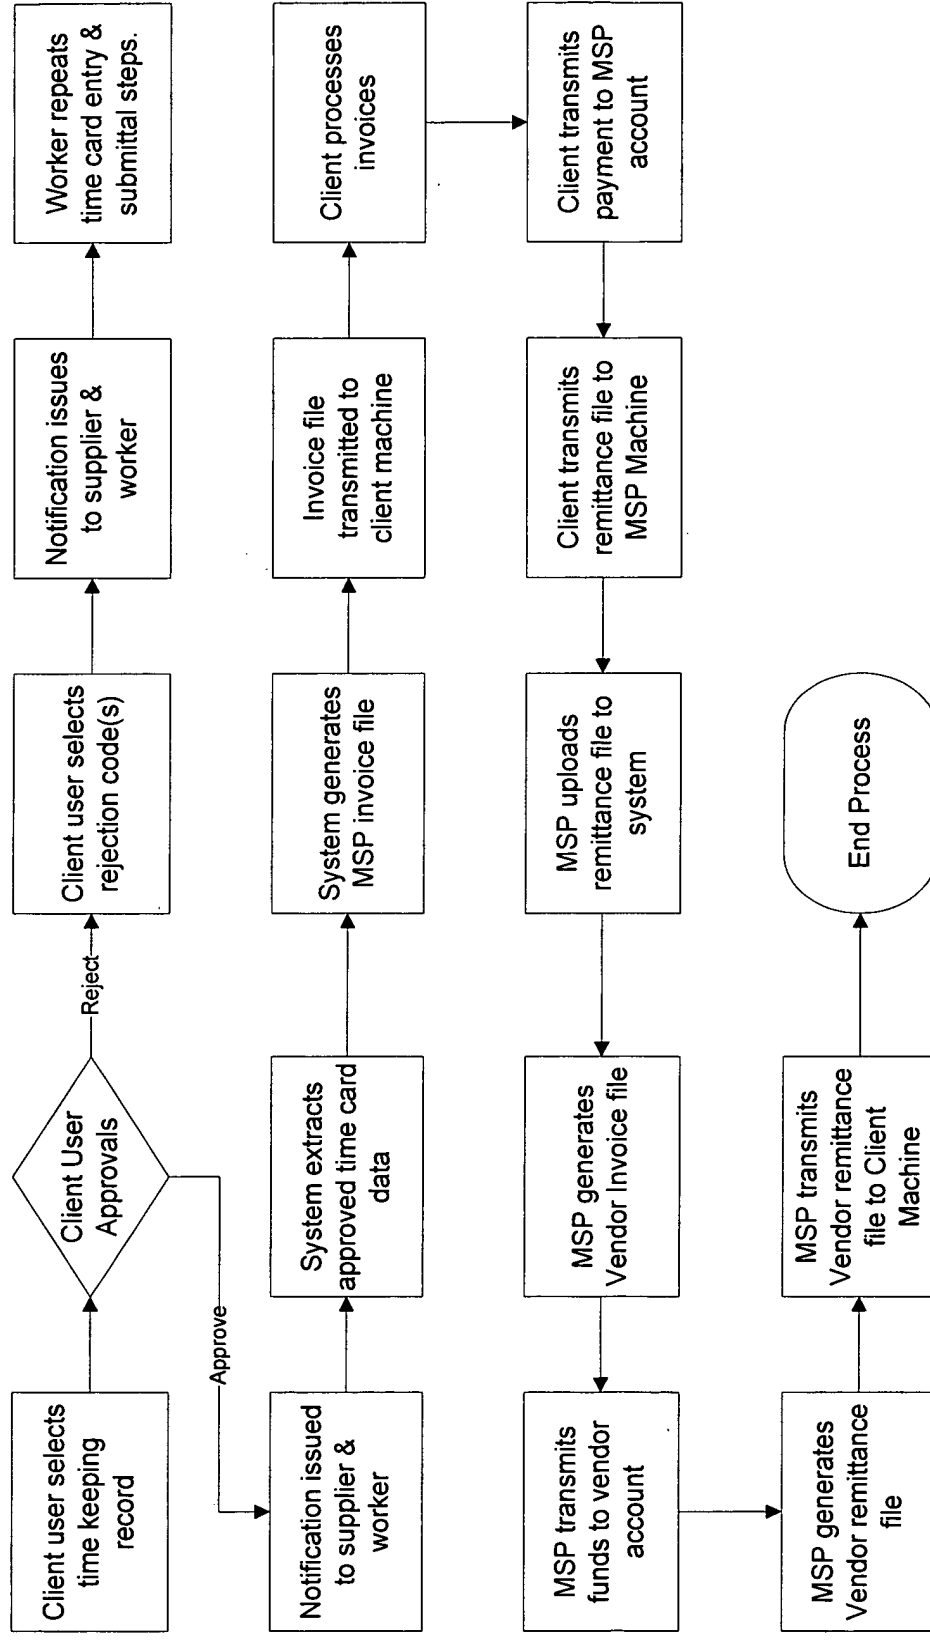 Client user selects
time keeping
record
Client User
Approvals
Reject
Client user selects
rejection code(s)
Notification issues
to supplier &
worker
Worker repeats
time card entry &
submittal steps.
Approve
Notification issued
to supplier &
worker
System extracts
approved time card
data
System generates
MSP invoice file
Invoice file
transmitted to
client machine
Client processes
invoices
Client transmits
payment to MSP
account
Client transmits
remittance file to
MSP Machine
MSP uploads
remittance file to
system
MSP generates
Vendor Invoice file
MSP transmits
funds to vendor
account
MSP generates
Vendor remittance
file
MSP transmits
Vendor remittance
file to Client
Machine
End Process